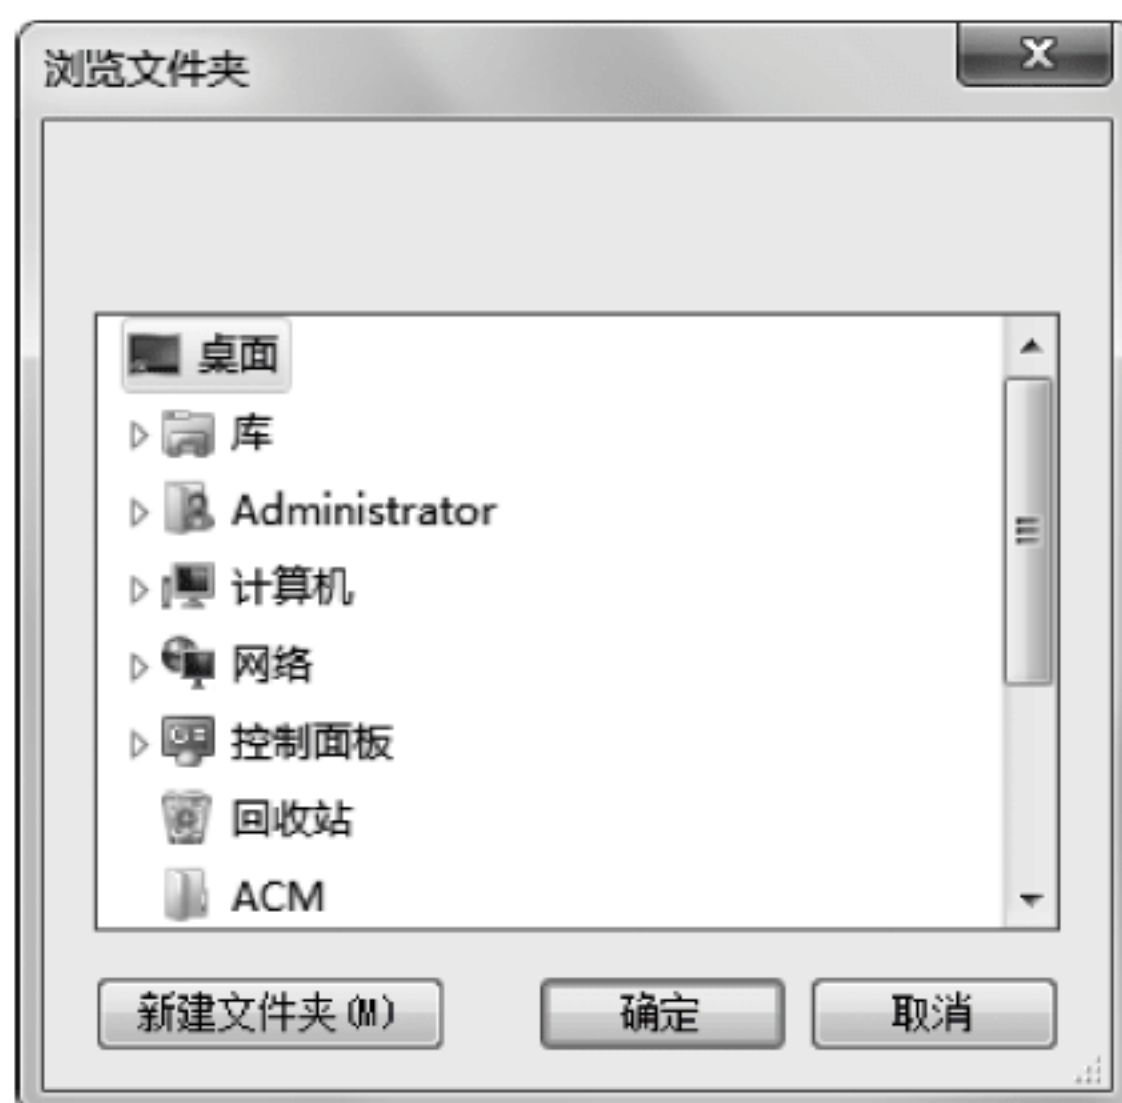 浏览文件夹
桌面
库
Administrator
计算机
网络
控制面板
回收站
ACM
新建文件夹(M)
确定
取消